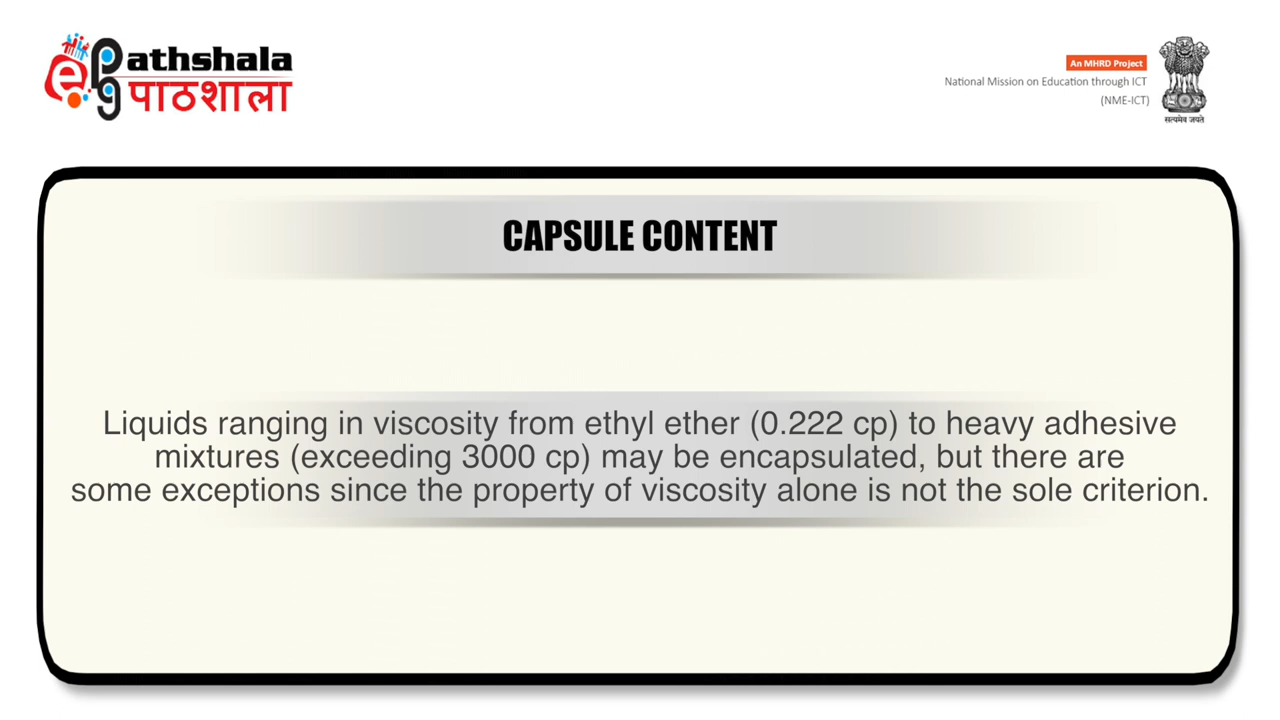 e pg Pathshala
पाठशाला
An MHRD Project
National Mission on Education through ICT
(NME-ICT)
सत्यमेव जयते
CAPSULE CONTENT
Liquids ranging in viscosity from ethyl ether (0.222 cp) to heavy adhesive
mixtures (exceeding 3000 cp) may be encapsulated, but there are
some exceptions since the property of viscosity alone is not the sole criterion.